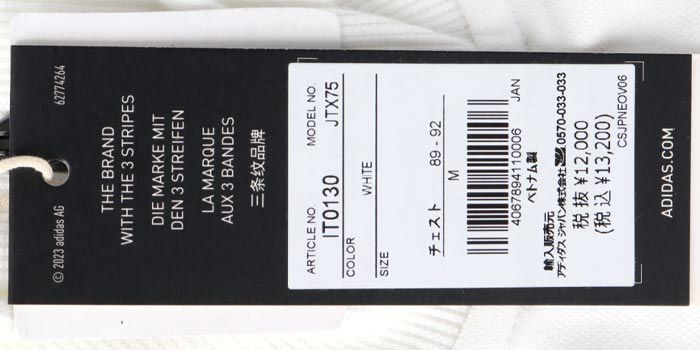 © 2023 adidas AG
62774264
THE BRAND
WITH THE 3 STRIPES
DIE MARKE MIT
DEN 3 STREIFEN
LA MARQUE
AUX 3 BANDES
三条纹品牌
ARTICLE NO.
MODEL NO.
IT0130
JTX75
COLOR
WHITE
SIZE
チェスト 89 - 92
M
JAN
4067894110006
ベトナム製
輸入販売元
アディダス ジャパン株式会社 0570-033-033
税 抜 ¥12,000
(税 込 ¥13,200)
CSJPNEOV06
ADIDAS.COM